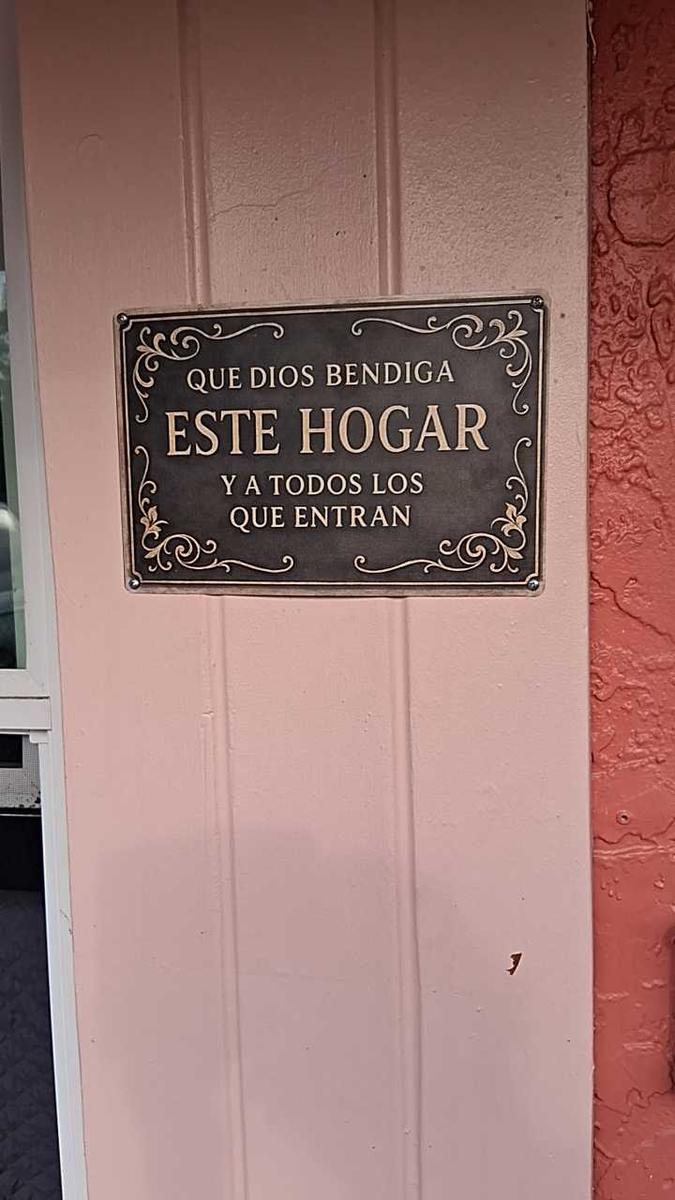 QUE DIOS BENDIGA
ESTE HOGAR
Y A TODOS LOS
QUE ENTRAN